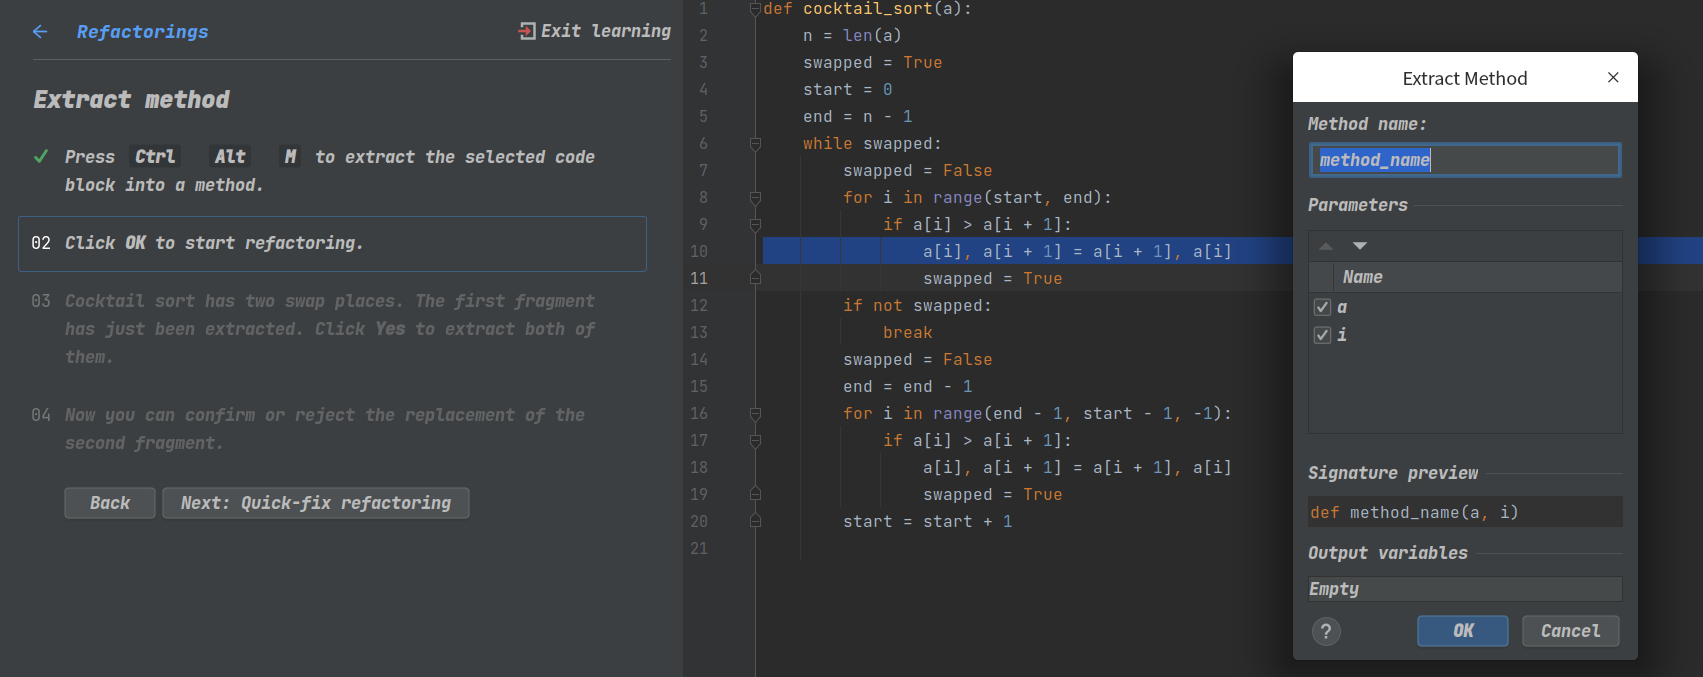 Refactorings
Exit learning
Extract method
Press Ctrl Alt M to extract the selected code
block into a method.
02 Click OK to start refactoring.
03 Cocktail sort has two swap places. The first fragment
has just been extracted. Click Yes to extract both of
them.
04 Now you can confirm or reject the replacement of the
second fragment.
Back
Next: Quick-fix refactoring
1 def cocktail_sort(a):
2     n = len(a)
3     swapped = True
4     start = 0
5     end = n - 1
6     while swapped:
7         swapped = False
8         for i in range(start, end):
9             if a[i] > a[i + 1]:
10                 a[i], a[i + 1] = a[i + 1], a[i]
11                 swapped = True
12         if not swapped:
13             break
14         swapped = False
15         end = end - 1
16         for i in range(end - 1, start - 1, -1):
17             if a[i] > a[i + 1]:
18                 a[i], a[i + 1] = a[i + 1], a[i]
19                 swapped = True
20         start = start + 1
21
Extract Method
Method name:
method_name
Parameters
Name
a
i
Signature preview
def method_name(a, i)
Output variables
Empty
?
OK
Cancel